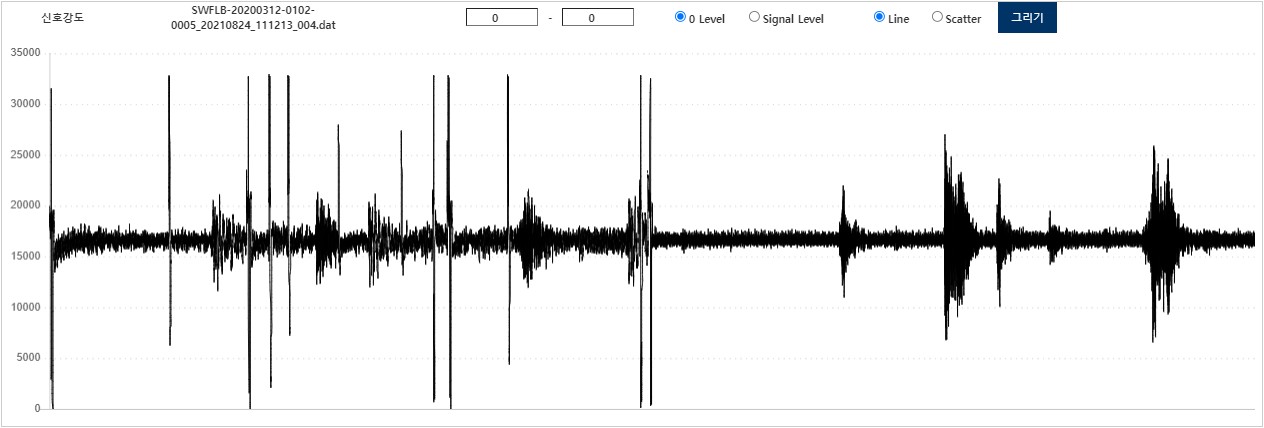 신호강도
SWFLB-20200312-0102-
0005_20210824_111213_004.dat
0 - 0
0 Level Signal Level
Line Scatter
그리기
35000
30000
25000
20000
15000
10000
5000
0